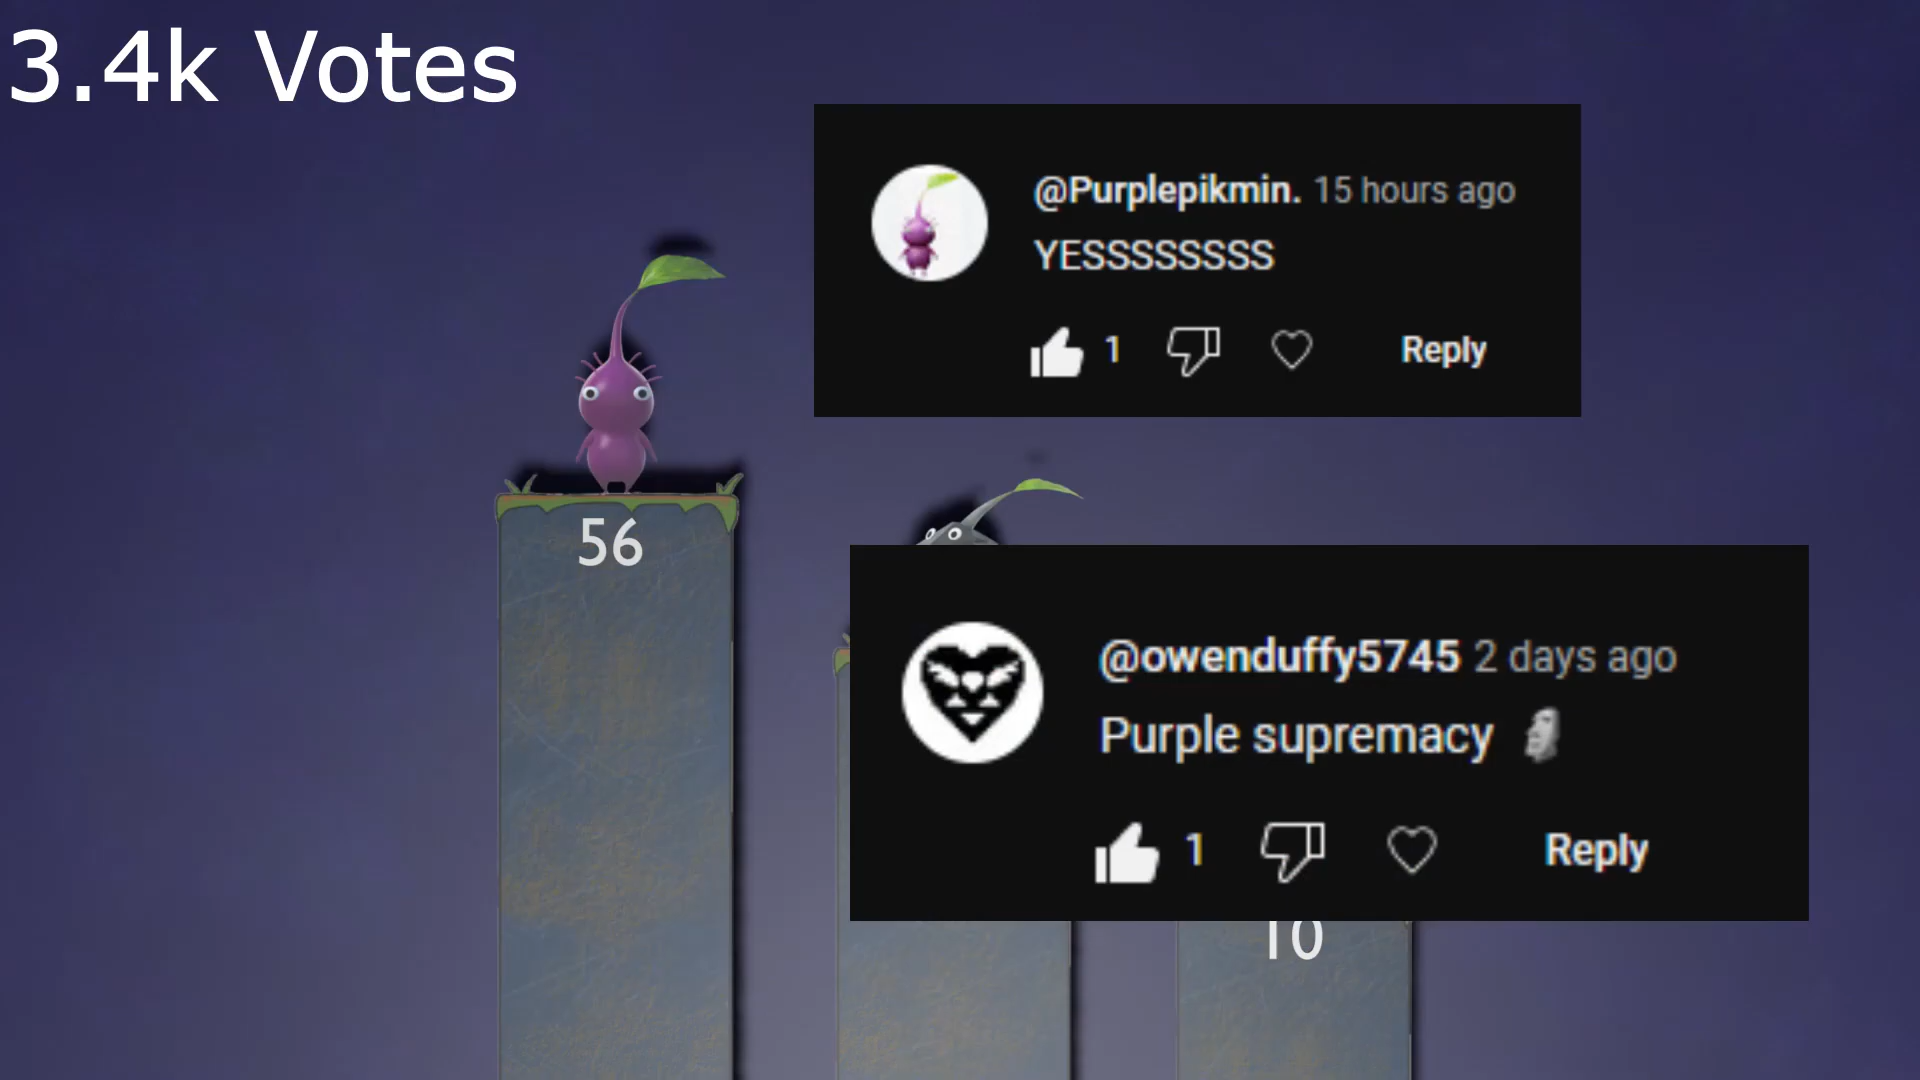 3.4k Votes
@Purplepikmin. 15 hours ago
YESSSSSSSS
1
Reply
56
@owenduffy5745 2 days ago
Purple supremacy 🗿
1
Reply
10